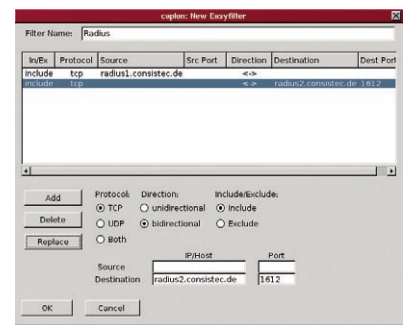 caplon: New Easyfilter
Filter Name: Radius
In/Ex Protocol Source Src Port Direction Destination Dest Port
include tcp radius1.consistec.de <->
include tcp <-> radius2.consistec.de 1612
Add Protocol: Direction: Include/Exclude:
TCP unidirectional Include
Delete UDP bidirectional Exclude
Replace Both
IP/Host Port
Source
Destination radius2.consistec.de 1612
OK Cancel